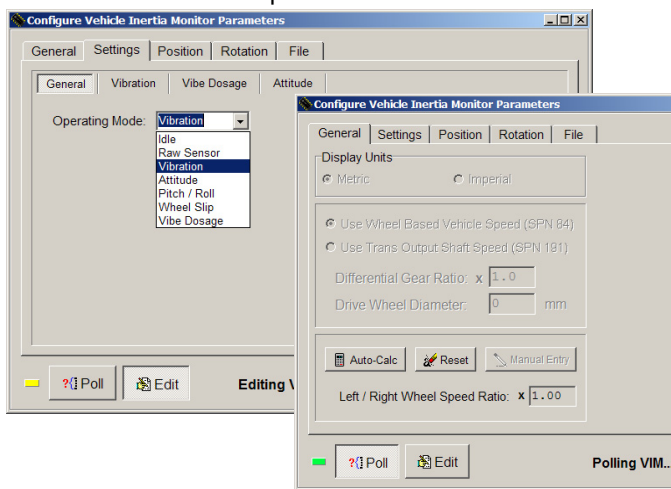 Configure Vehicle Inertia Monitor Parameters
General Settings Position Rotation File
General Vibration Vibe Dosage Attitude
Operating Mode: Vibration
Idle
Raw Sensor
Vibration
Attitude
Pitch / Roll
Wheel Slip
Vibe Dosage
?{] Poll Edit Editing
Configure Vehicle Inertia Monitor Parameters
General Settings Position Rotation File
Display Units
Metric Imperial
Use Wheel Based Vehicle Speed (SPN 84)
Use Trans Output Shaft Speed (SPN 191)
Differential Gear Ratio: x 1.0
Drive Wheel Diameter: 0 mm
Auto-Calc Reset Manual Entry
Left / Right Wheel Speed Ratio: x 1.00
?{] Poll Edit Polling VIM...